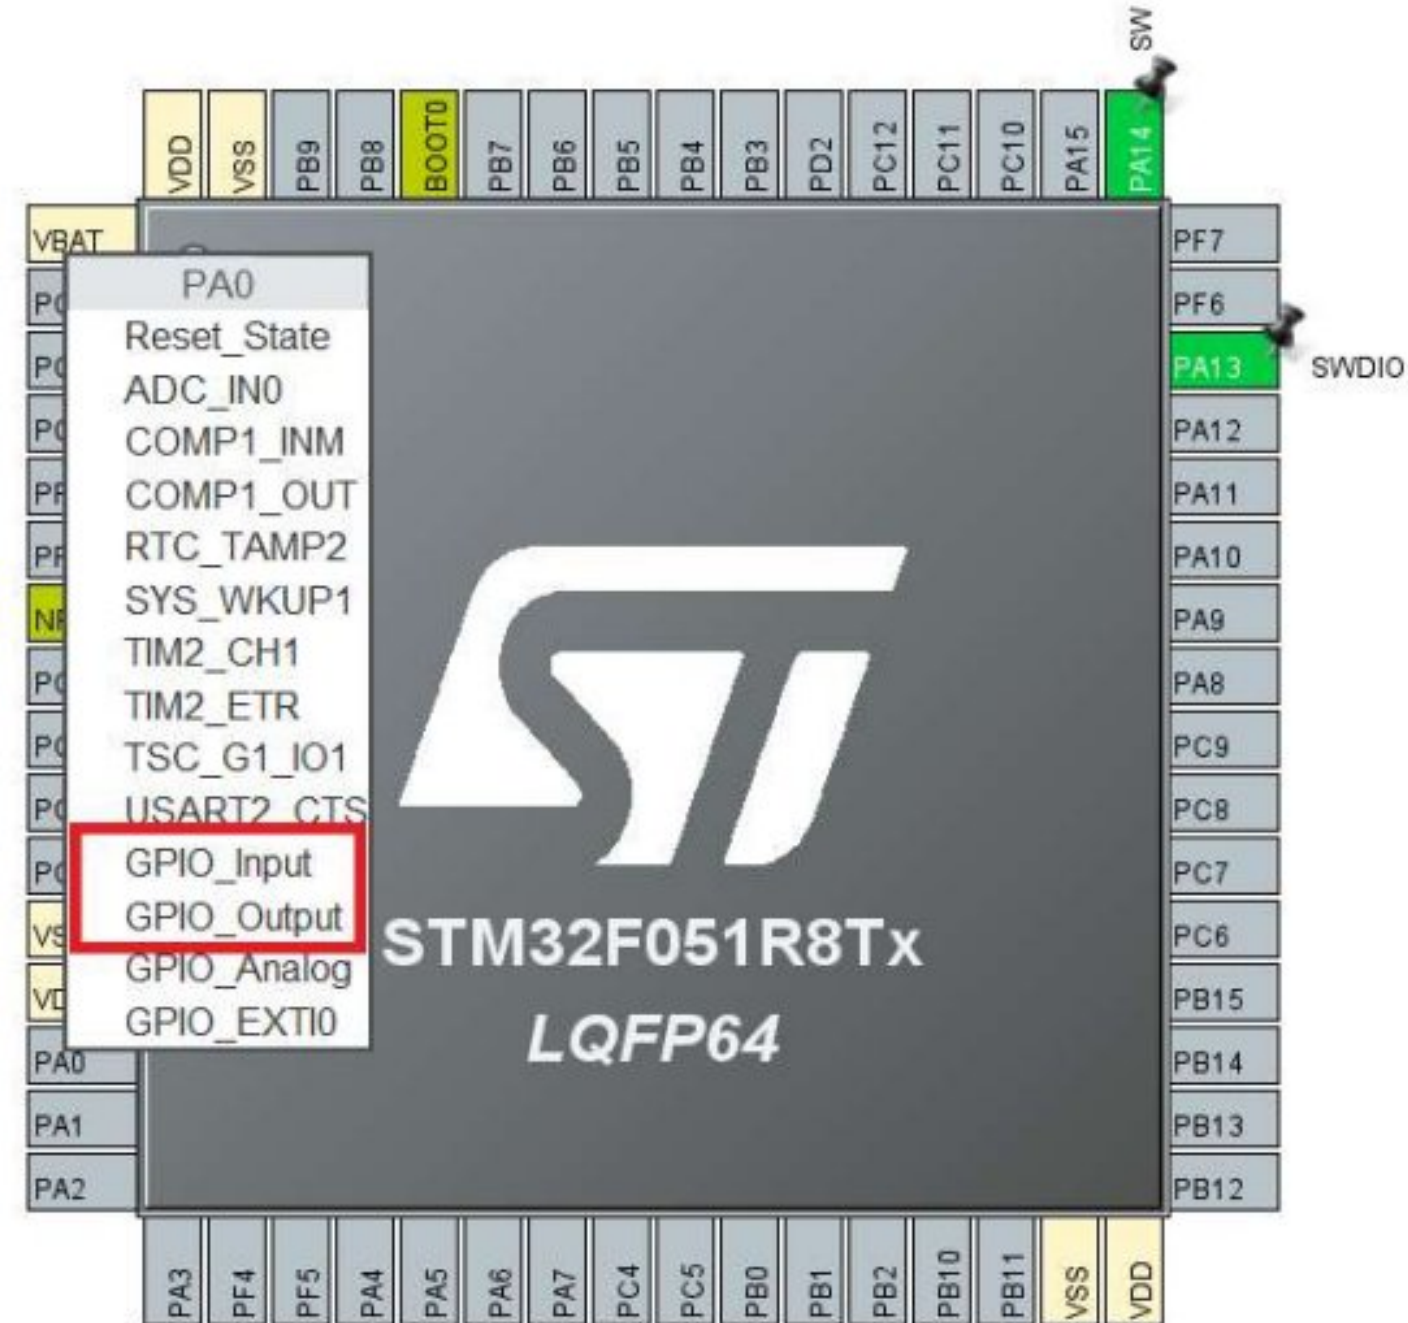 SW
VDD
VSS
PB9
PB8
BOOT0
PB7
PB6
PB5
PB4
PB3
PD2
PC12
PC11
PC10
PA15
PA14
VBAT
PA0
Reset_State
ADC_IN0
COMP1_INM
COMP1_OUT
RTC_TAMP2
SYS_WKUP1
TIM2_CH1
TIM2_ETR
TSC_G1_IO1
USART2_CTS
GPIO_Input
GPIO_Output
GPIO_Analog
GPIO_EXTI0
PA0
PA1
PA2
STM32F051R8Tx
LQFP64
PF7
PF6
PA13
SWDIO
PA12
PA11
PA10
PA9
PA8
PC9
PC8
PC7
PC6
PB15
PB14
PB13
PB12
PA3
PF4
PF5
PA4
PA5
PA6
PA7
PC4
PC5
PB0
PB1
PB2
PB10
PB11
VSS
VDD